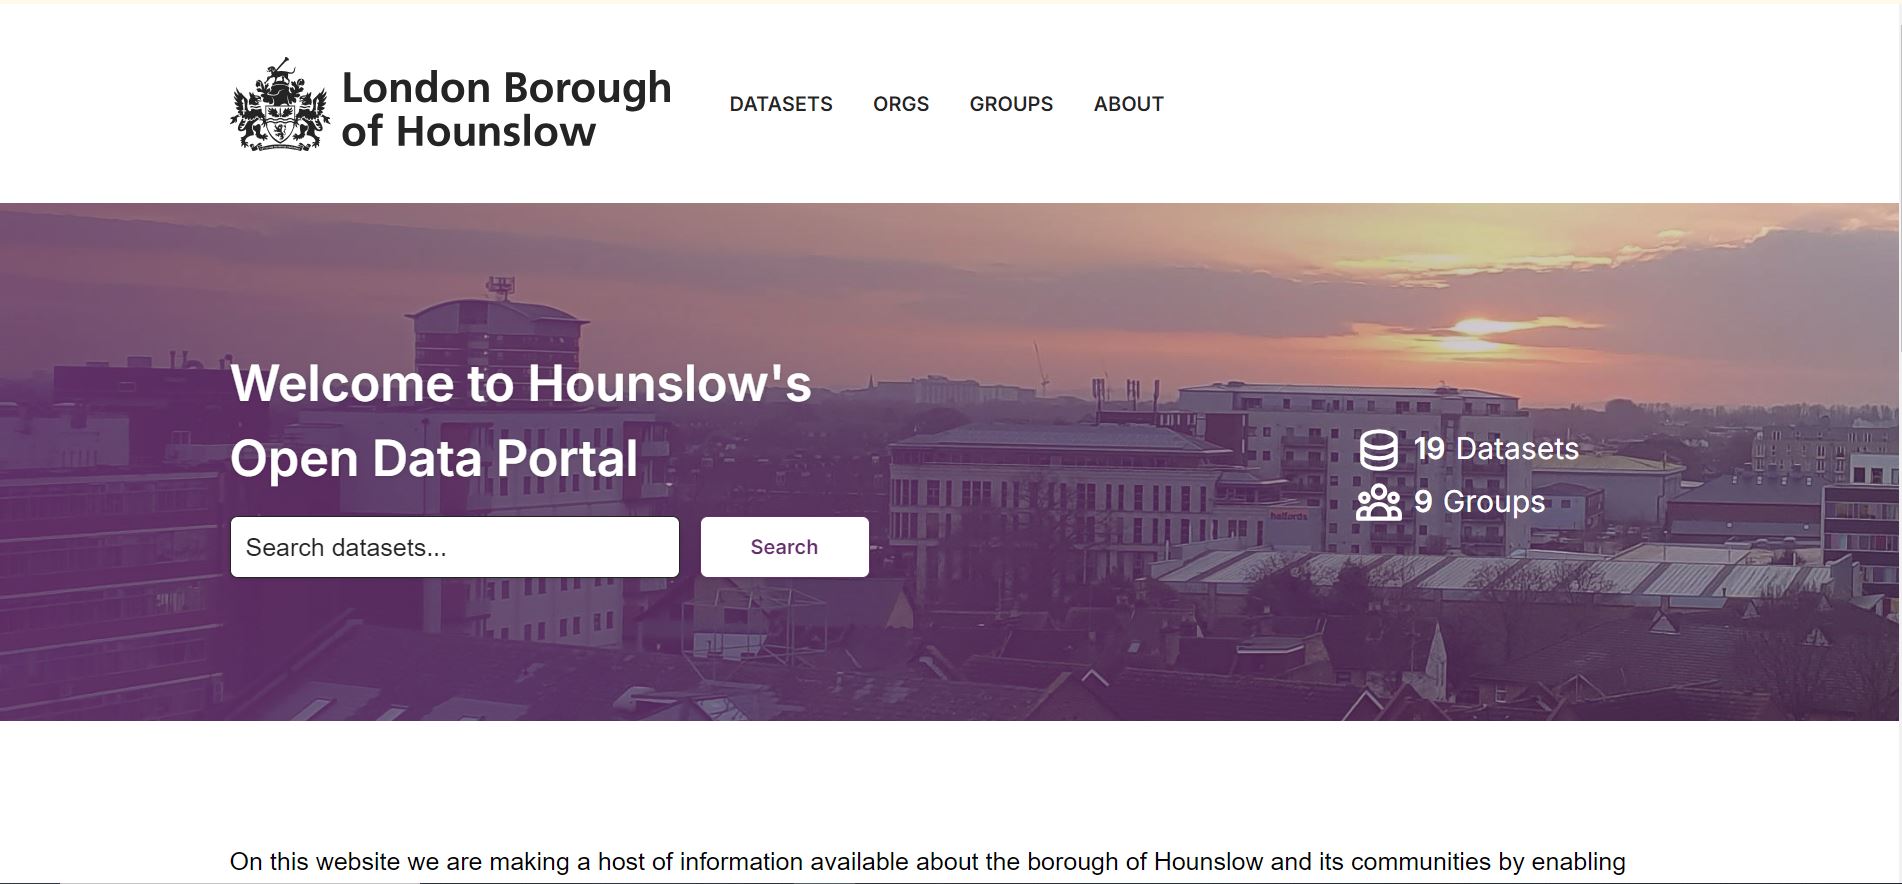 London Borough
of Hounslow
DATASETS ORGS GROUPS ABOUT
Welcome to Hounslow's
Open Data Portal
Search datasets...
Search
19 Datasets
9 Groups
halfords
On this website we are making a host of information available about the borough of Hounslow and its communities by enabling